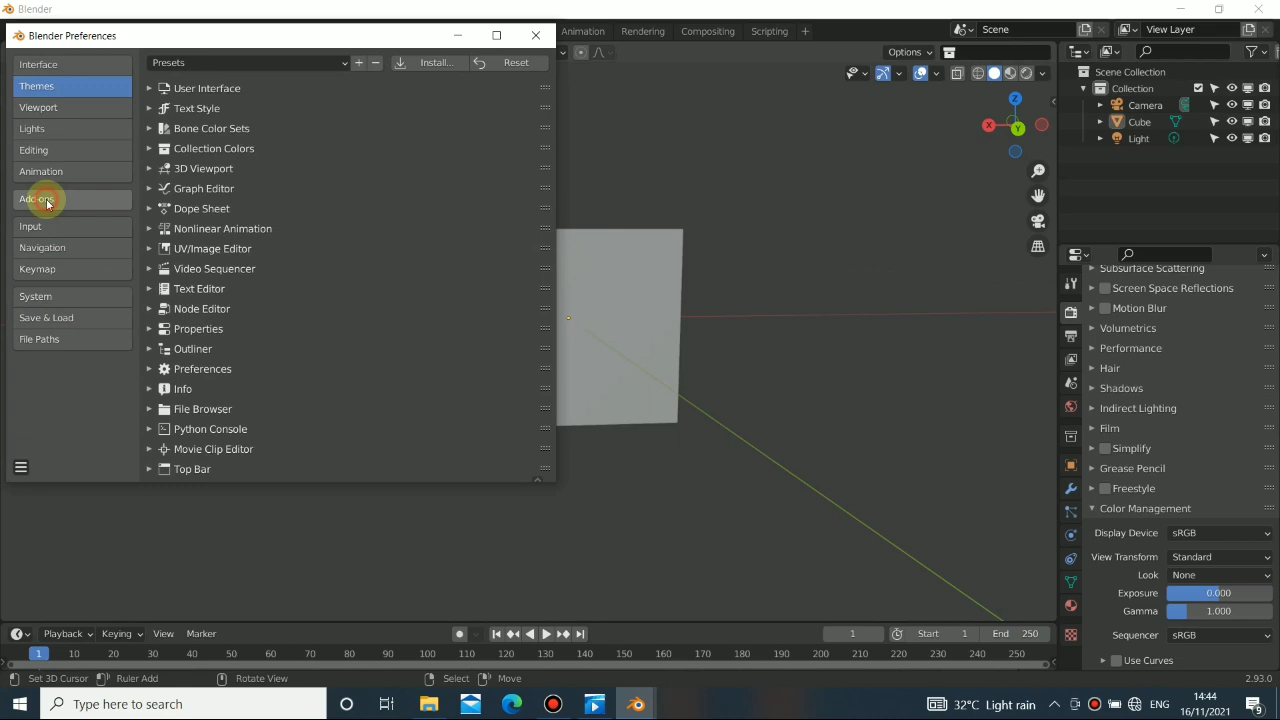 Blender
Blender Preferences
Animation
Rendering
Compositing
Scripting
Scene
View Layer
Interface
Themes
Viewport
Lights
Editing
Animation
Add-ons
Input
Navigation
Keymap
System
Save & Load
File Paths
Presets
Install...
Reset
User Interface
Text Style
Bone Color Sets
Collection Colors
3D Viewport
Graph Editor
Dope Sheet
Nonlinear Animation
UV/Image Editor
Video Sequencer
Text Editor
Node Editor
Properties
Outliner
Preferences
Info
File Browser
Python Console
Movie Clip Editor
Top Bar
Options
Z
X
Y
Scene Collection
Collection
Camera
Cube
Light
Subsurface Scattering
Screen Space Reflections
Motion Blur
Volumetrics
Performance
Hair
Shadows
Indirect Lighting
Film
Simplify
Grease Pencil
Freestyle
Color Management
Display Device sRGB
View Transform Standard
Look None
Exposure 0.000
Gamma 1.000
Sequencer sRGB
Use Curves
Playback Keying View Marker
1 Start 1 End 250
1 10 20 30 40 50 60 70 80 90 100 110 120 130 140 150 160 170 180 190 200 210 220 230 240 250
Set 3D Cursor Ruler Add Rotate View Select Move 2.93.0
Type here to search
32°C Light rain
ENG
14:44
16/11/2021
9